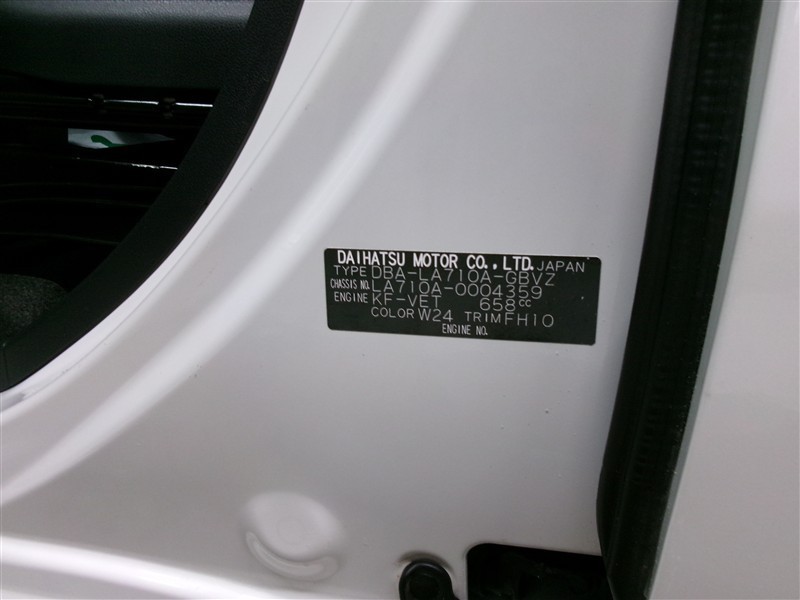 DAIHATSU MOTOR CO., LTD. JAPAN
TYPE DBA-LA710A-GBVZ
CHASSIS NO. LA710A-0004359
ENGINE KF-VET 658cc
COLOR W24 TRIM FH10
ENGINE NO.